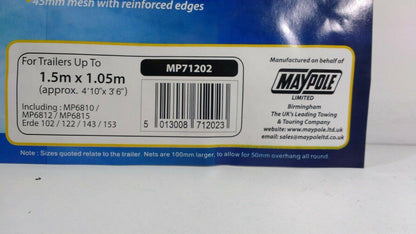 45mm mesh with reinforced edges
For Trailers Up To
1.5m x 1.05m
(approx. 4'10"x 3'6")
Including : MP6810 /
MP6812 / MP6815
Erde 102 / 122 / 143 / 153
MP71202
5 013008 712023
Manufactured on behalf of
MAYPOLE
LIMITED
Birmingham
The UK's Leading Towing
& Touring Company
website: www.maypole.ltd.uk
email: sales@maypoleltd.co.uk
Note : Sizes quoted relate to the trailer. Nets are 100mm larger, to allow for 50mm overhang all round.